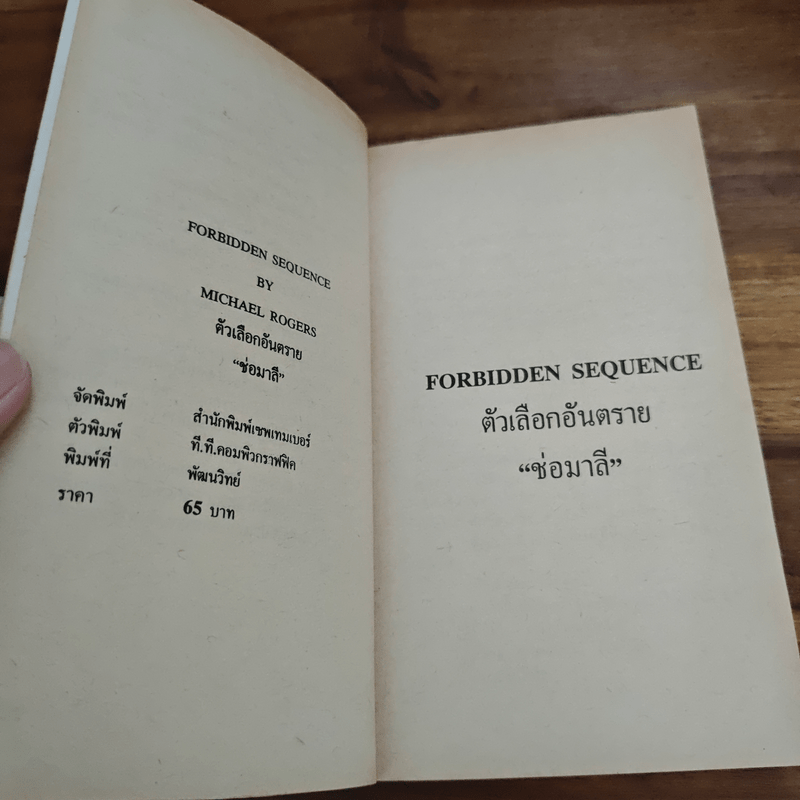 FORBIDDEN SEQUENCE
BY
MICHAEL ROGERS
ตัวเลือกอันตราย
“ช่อมาลี”
จัดพิมพ์ สำนักพิมพ์เซพเทมเบอร์
ตัวพิมพ์ ที.ที.คอมพิวกราฟฟิค
พิมพ์ที่ พัฒนวิทย์
ราคา 65 บาท
FORBIDDEN SEQUENCE
ตัวเลือกอันตราย
“ช่อมาลี”